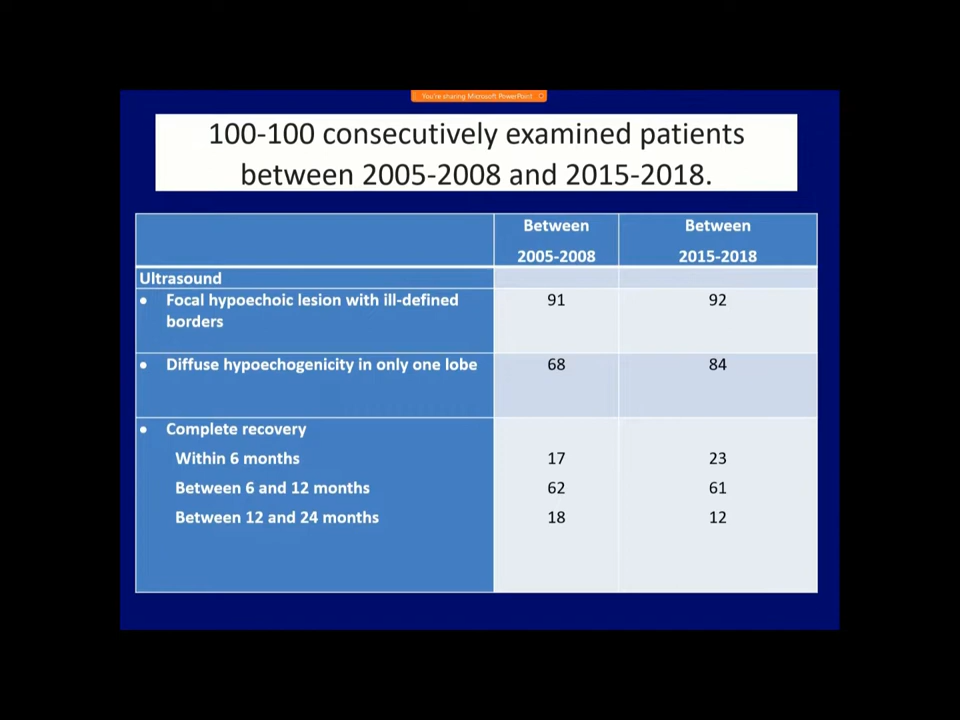 You're sharing Microsoft PowerPoint
100-100 consecutively examined patients
between 2005-2008 and 2015-2018.
Between
2005-2008
Between
2015-2018
Ultrasound
• Focal hypoechoic lesion with ill-defined
borders
91
92
• Diffuse hypoechogenicity in only one lobe
68
84
• Complete recovery
Within 6 months
17
23
Between 6 and 12 months
62
61
Between 12 and 24 months
18
12